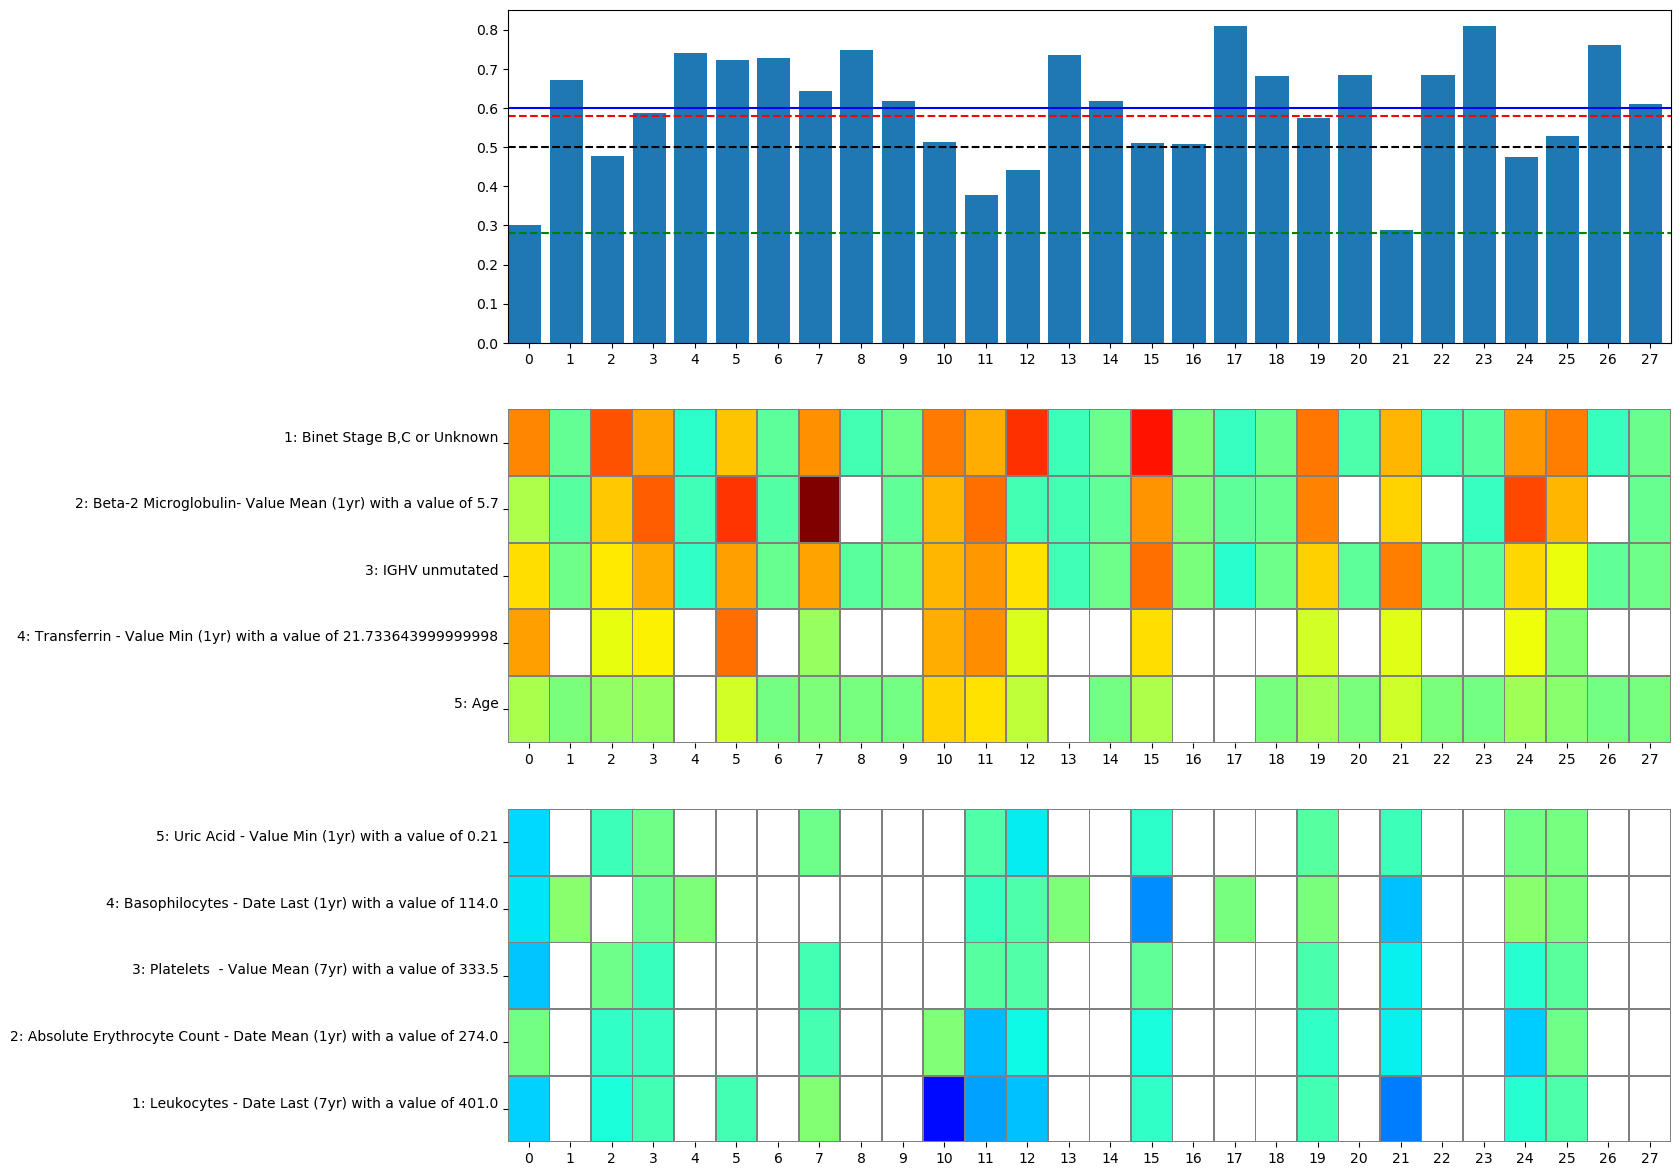 0.8
0.7
0.6
0.5
0.4
0.3
0.2
0.1
0.0
0 1 2 3 4 5 6 7 8 9 10 11 12 13 14 15 16 17 18 19 20 21 22 23 24 25 26 27
1: Binet Stage B,C or Unknown
2: Beta-2 Microglobulin- Value Mean (1yr) with a value of 5.7
3: IGHV unmutated
4: Transferrin - Value Min (1yr) with a value of 21.733643999999998
5: Age
0 1 2 3 4 5 6 7 8 9 10 11 12 13 14 15 16 17 18 19 20 21 22 23 24 25 26 27
5: Uric Acid - Value Min (1yr) with a value of 0.21
4: Basophilocytes - Date Last (1yr) with a value of 114.0
3: Platelets  - Value Mean (7yr) with a value of 333.5
2: Absolute Erythrocyte Count - Date Mean (1yr) with a value of 274.0
1: Leukocytes - Date Last (7yr) with a value of 401.0
0 1 2 3 4 5 6 7 8 9 10 11 12 13 14 15 16 17 18 19 20 21 22 23 24 25 26 27